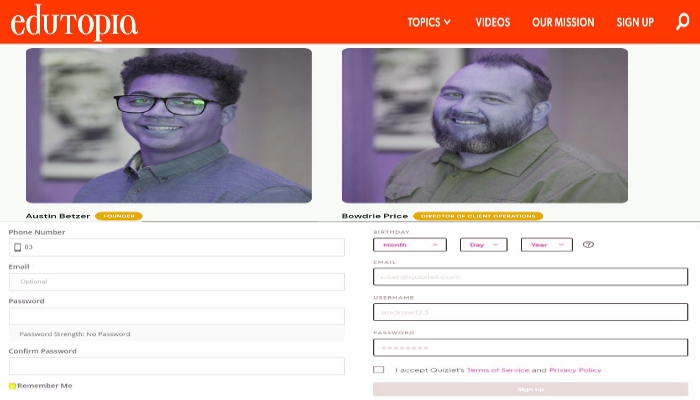 edutopia
TOPICS VIDEOS OUR MISSION SIGN UP
Austin Betzer FOUNDER
Bowdrie Price DIRECTOR OF CLIENT OPERATIONS
Phone Number
03
Email
Optional
Password
Password Strength: No Password
Confirm Password
Remember Me
BIRTHDAY
Month Day Year ?
EMAIL
user@quizlet.com
USERNAME
andrew123
PASSWORD
••••••••
I accept Quizlet's Terms of Service and Privacy Policy
Sign up